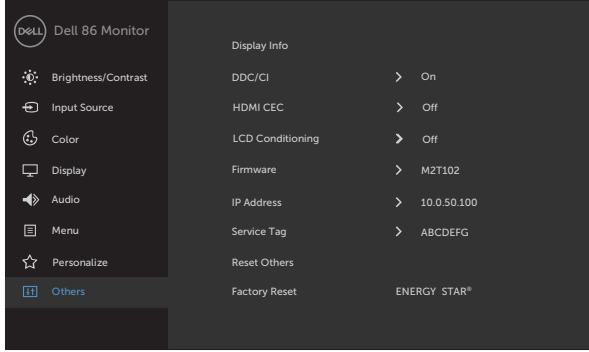 DELL Dell 86 Monitor
Brightness/Contrast
Input Source
Color
Display
Audio
Menu
Personalize
Others
Display Info
DDC/CI > On
HDMI CEC > Off
LCD Conditioning > Off
Firmware > M2T102
IP Address > 10.0.50.100
Service Tag > ABCDEFG
Reset Others
Factory Reset ENERGY STAR®